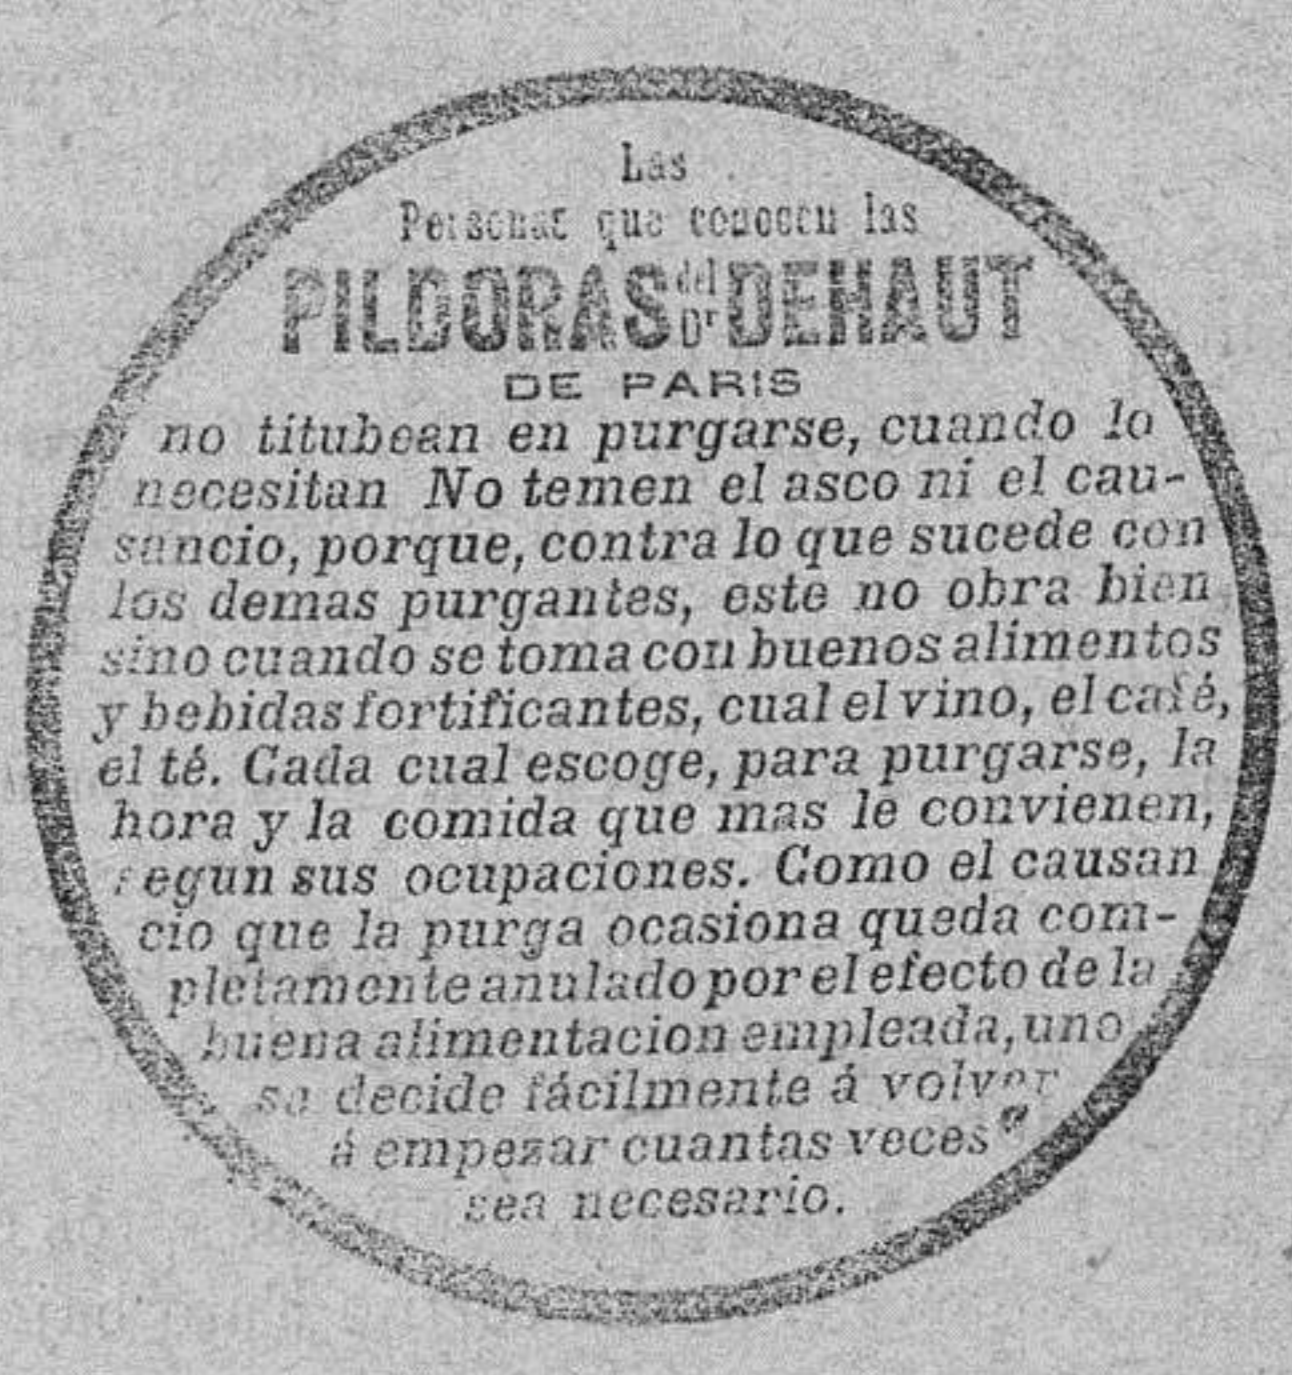 Las
Personas que conocen las
PILDORAS del Dr DEHAUT
DE PARIS
no titubean en purgarse, cuando lo
necesitan No temen el asco ni el cau-
sancio, porque, contra lo que sucede con
los demas purgantes, este no obra bien
sino cuando se toma con buenos alimentos
y bebidas fortificantes, cual el vino, el café,
el té. Cada cual escoge, para purgarse, la
hora y la comida que mas le convienen,
segun sus ocupaciones. Como el causan
cio que la purga ocasiona queda com-
pletamente anulado por el efecto de la
buena alimentacion empleada, uno
se decide fácilmente á volver
á empezar cuantas veces
sea necesario.